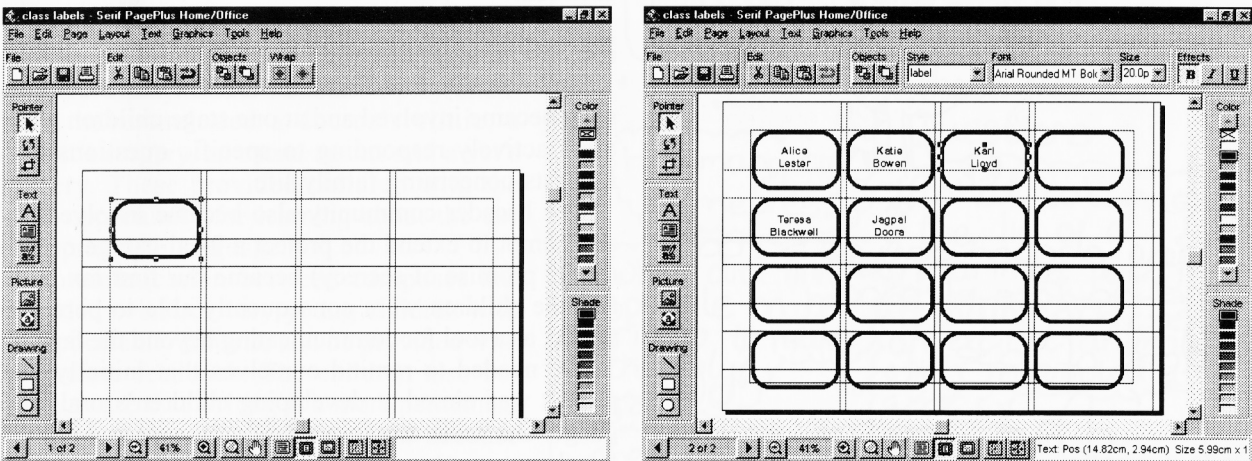 class labels - Serif PagePlus Home/Office
File Edit Page Layout Text Graphics Tools Help
File Edit Objects Wrap
Pointer
Color
Text
A
Picture
Shade
Drawing
1 of 2 41%
class labels - Serif PagePlus Home/Office
File Edit Page Layout Text Graphics Tools Help
File Edit Objects Style Font Size Effects
label Arial Rounded MT Bol 20.0p B I U
Pointer
Color
Alice
Lester
Katie
Bowen
Karl
Lloyd
Text
A
Teresa
Blackwell
Jagpal
Doora
Picture
Shade
Drawing
2 of 2 41% Text: Pos (14.82cm, 2.94cm) Size 5.99cm x 1